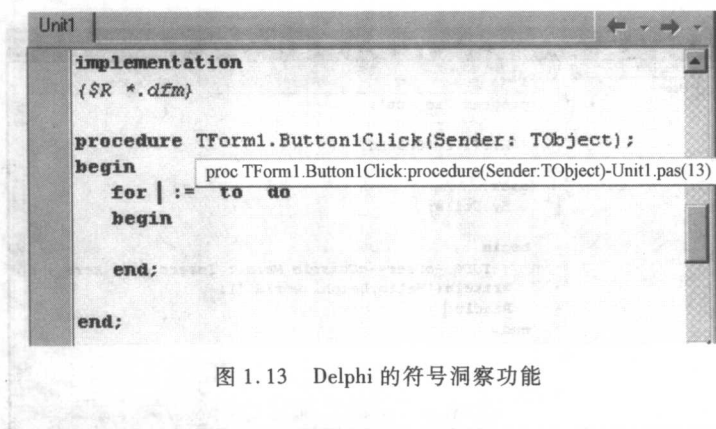 Unit1
implementation
{$R *.dfm}
procedure TForm1.Button1Click(Sender: TObject);
begin
proc TForm1.Button1Click:procedure(Sender:TObject)-Unit1.pas(13)
for := to do
begin
end;
end;
图 1.13 Delphi 的符号洞察功能